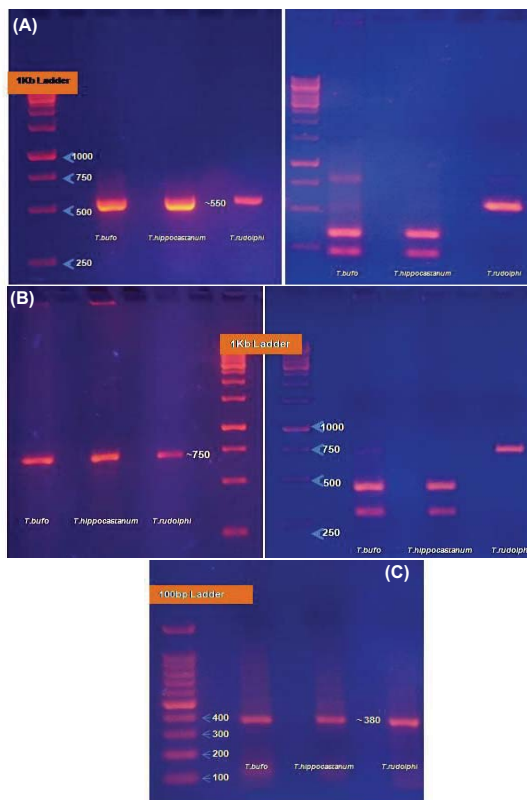 (A)
1Kb Ladder
1000
750
500
250
~550
T.bufo T.hippocastanum T.rudolphi
T.bufo T.hippocastanum T.rudolphi
(B)
1Kb Ladder
~750
T.bufo T.hippocastanum T.rudolphi
1000
750
500
250
T.bufo T.hippocastanum T.rudolphi
(C)
100bp Ladder
400
300
200
100
~ 380
T.bufo T.hippocastanum T.rudolphi